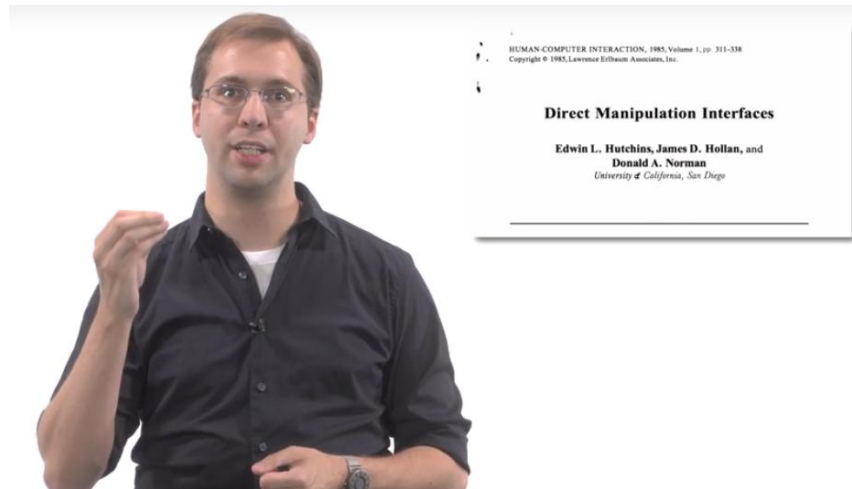 HUMAN-COMPUTER INTERACTION, 1985, Volume 1, pp. 311-338
Copyright © 1985, Lawrence Erlbaum Associates, Inc.
Direct Manipulation Interfaces
Edwin L. Hutchins, James D. Hollan, and
Donald A. Norman
University of California, San Diego